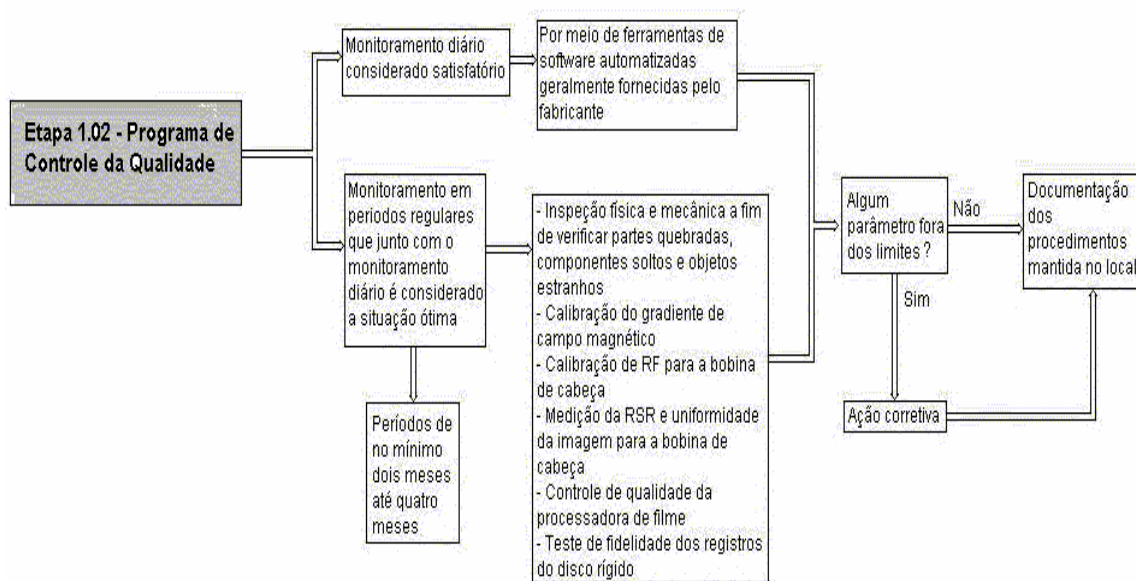 Etapa 1.02 - Programa de
Controle da Qualidade
Monitoramento diário
considerado satisfatório
Por meio de ferramentas de
software automatizadas
geralmente fornecidas pelo
fabricante
Monitoramento em
periodos regulares
que junto com o
monitoramento
diário é considerado
a situação ótima
Períodos de
no mínimo
dois meses
até quatro
meses
- Inspeção física e mecânica a fim
de verificar partes quebradas,
componentes soltos e objetos
estranhos
- Calibração do gradiente de
campo magnético
- Calibração de RF para a bobina
de cabeça
- Medição da RSR e uniformidade
da imagem para a bobina de
cabeça
- Controle de qualidade da
processadora de filme
- Teste de fidelidade dos registros
do disco rígido
Algum
parâmetro fora
dos limites ?
Não
Sim
Ação corretiva
Documentação
dos
procedimentos
mantida no local